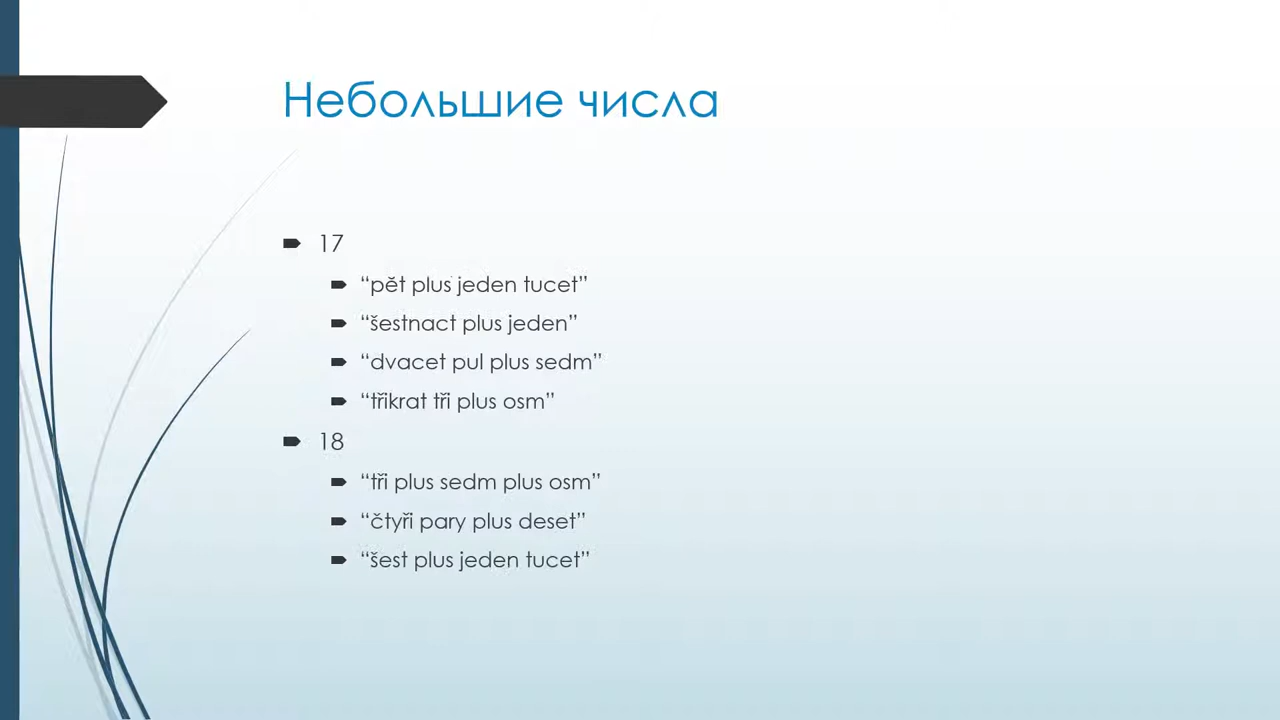 Небольшие числа
17
“pět plus jeden tucet”
“šestnact plus jeden”
“dvacet pul plus sedm”
“třikrat tři plus osm”
18
“tři plus sedm plus osm”
“čtyři pary plus deset”
“šest plus jeden tucet”